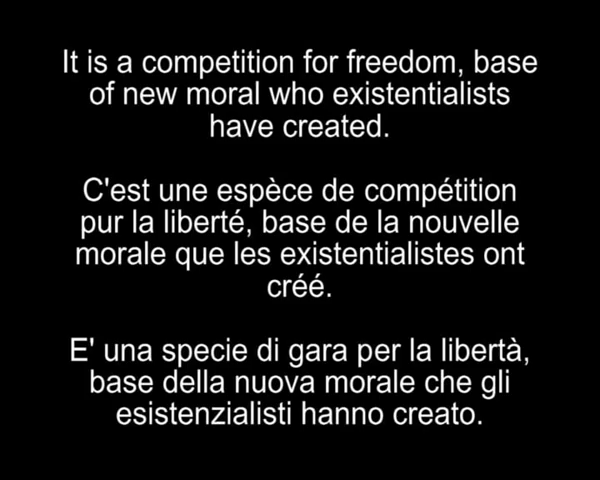 It is a competition for freedom, base
of new moral who existentialists
have created.
C'est une espèce de compétition
pur la liberté, base de la nouvelle
morale que les existentialistes ont
créé.
E' una specie di gara per la libertà,
base della nuova morale che gli
esistenzialisti hanno creato.